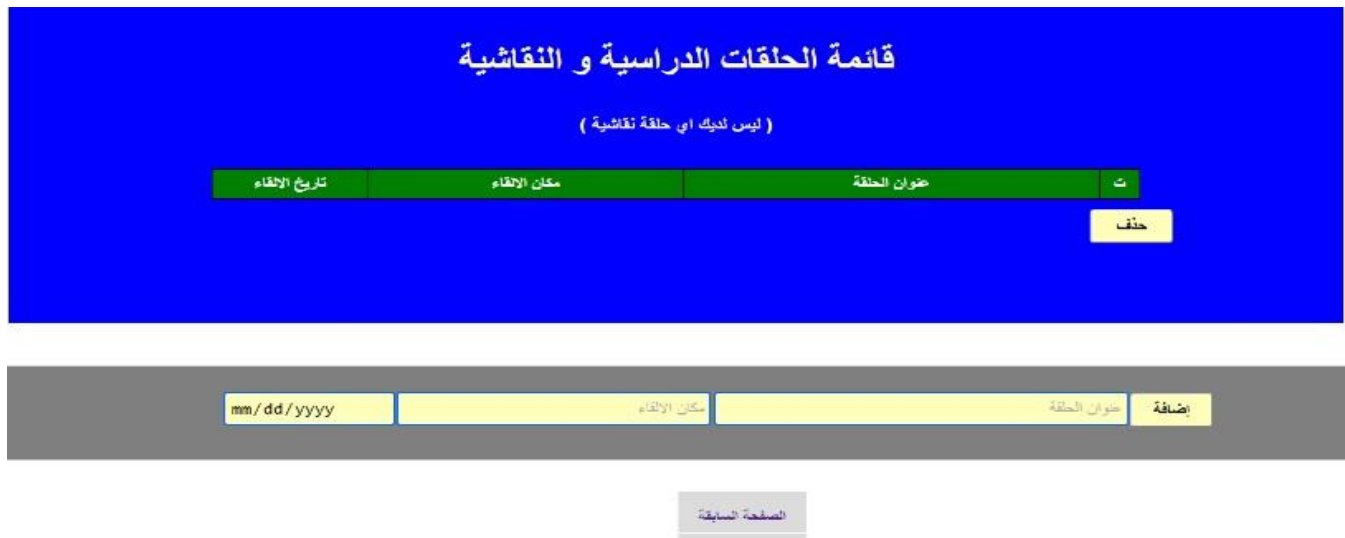 قائمة الحلقات الدراسية و النقاشية
( ليس لديك اي حلقة نقاشية )
ت عنوان الحلقة مكان الالقاء تاريخ الالقاء
حذف
إضافة عنوان الحلقة مكان الالقاء mm/dd/yyyy
الصفحة السابقة